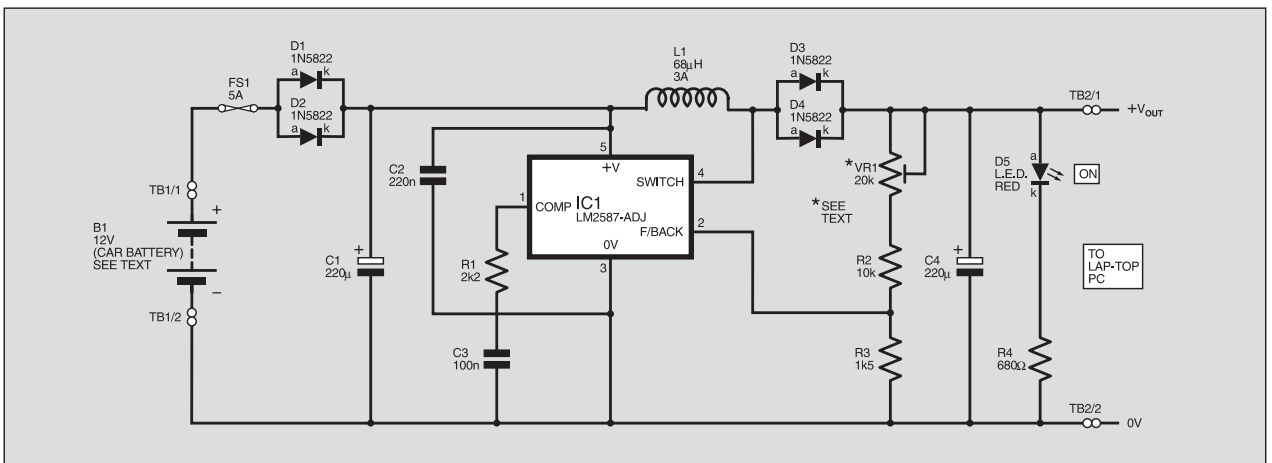 FS1
5A
D1
1N5822
a
k
D2
1N5822
a
k
L1
68µH
3A
D3
1N5822
a
k
D4
1N5822
a
k
TB2/1
+VOUT
TB1/1
+
B1
12V
(CAR BATTERY)
SEE TEXT
−
TB1/2
C1
220µ
+
C2
220n
R1
2k2
C3
100n
5
+V
4
SWITCH
1
COMP
IC1
LM2587-ADJ
2
F/BACK
0V
3
*VR1
20k
*SEE
TEXT
R2
10k
R3
1k5
+
C4
220µ
a
D5
L.E.D.
RED
k
ON
TO
LAP-TOP
PC
R4
680Ω
TB2/2
0V